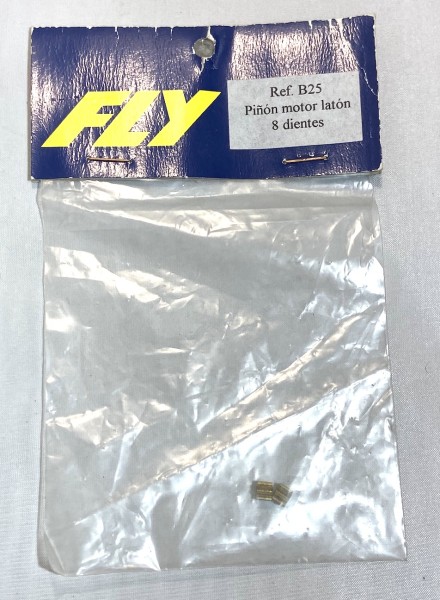 FLY
Ref. B25
Piñón motor latón
8 dientes